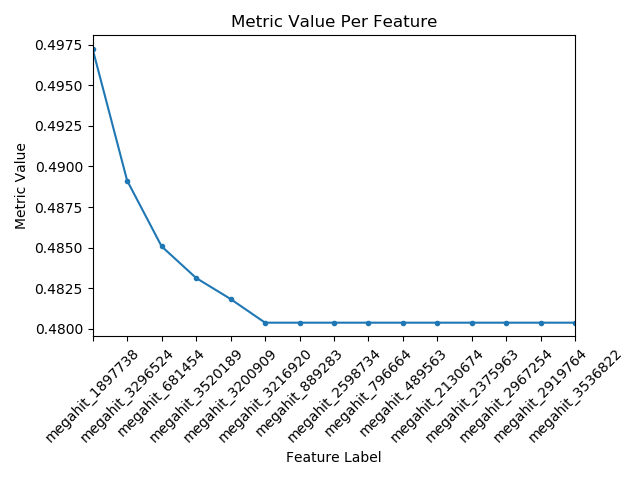 Metric Value Per Feature
0.4975
0.4950
0.4925
0.4900
0.4875
0.4850
0.4825
0.4800
Metric Value
megahit_1897738
megahit_3296524
megahit_681454
megahit_3520189
megahit_3200909
megahit_3216920
megahit_889283
megahit_2598734
megahit_796664
megahit_489563
megahit_2130674
megahit_2375963
megahit_2967254
megahit_2919764
megahit_3536822
Feature Label